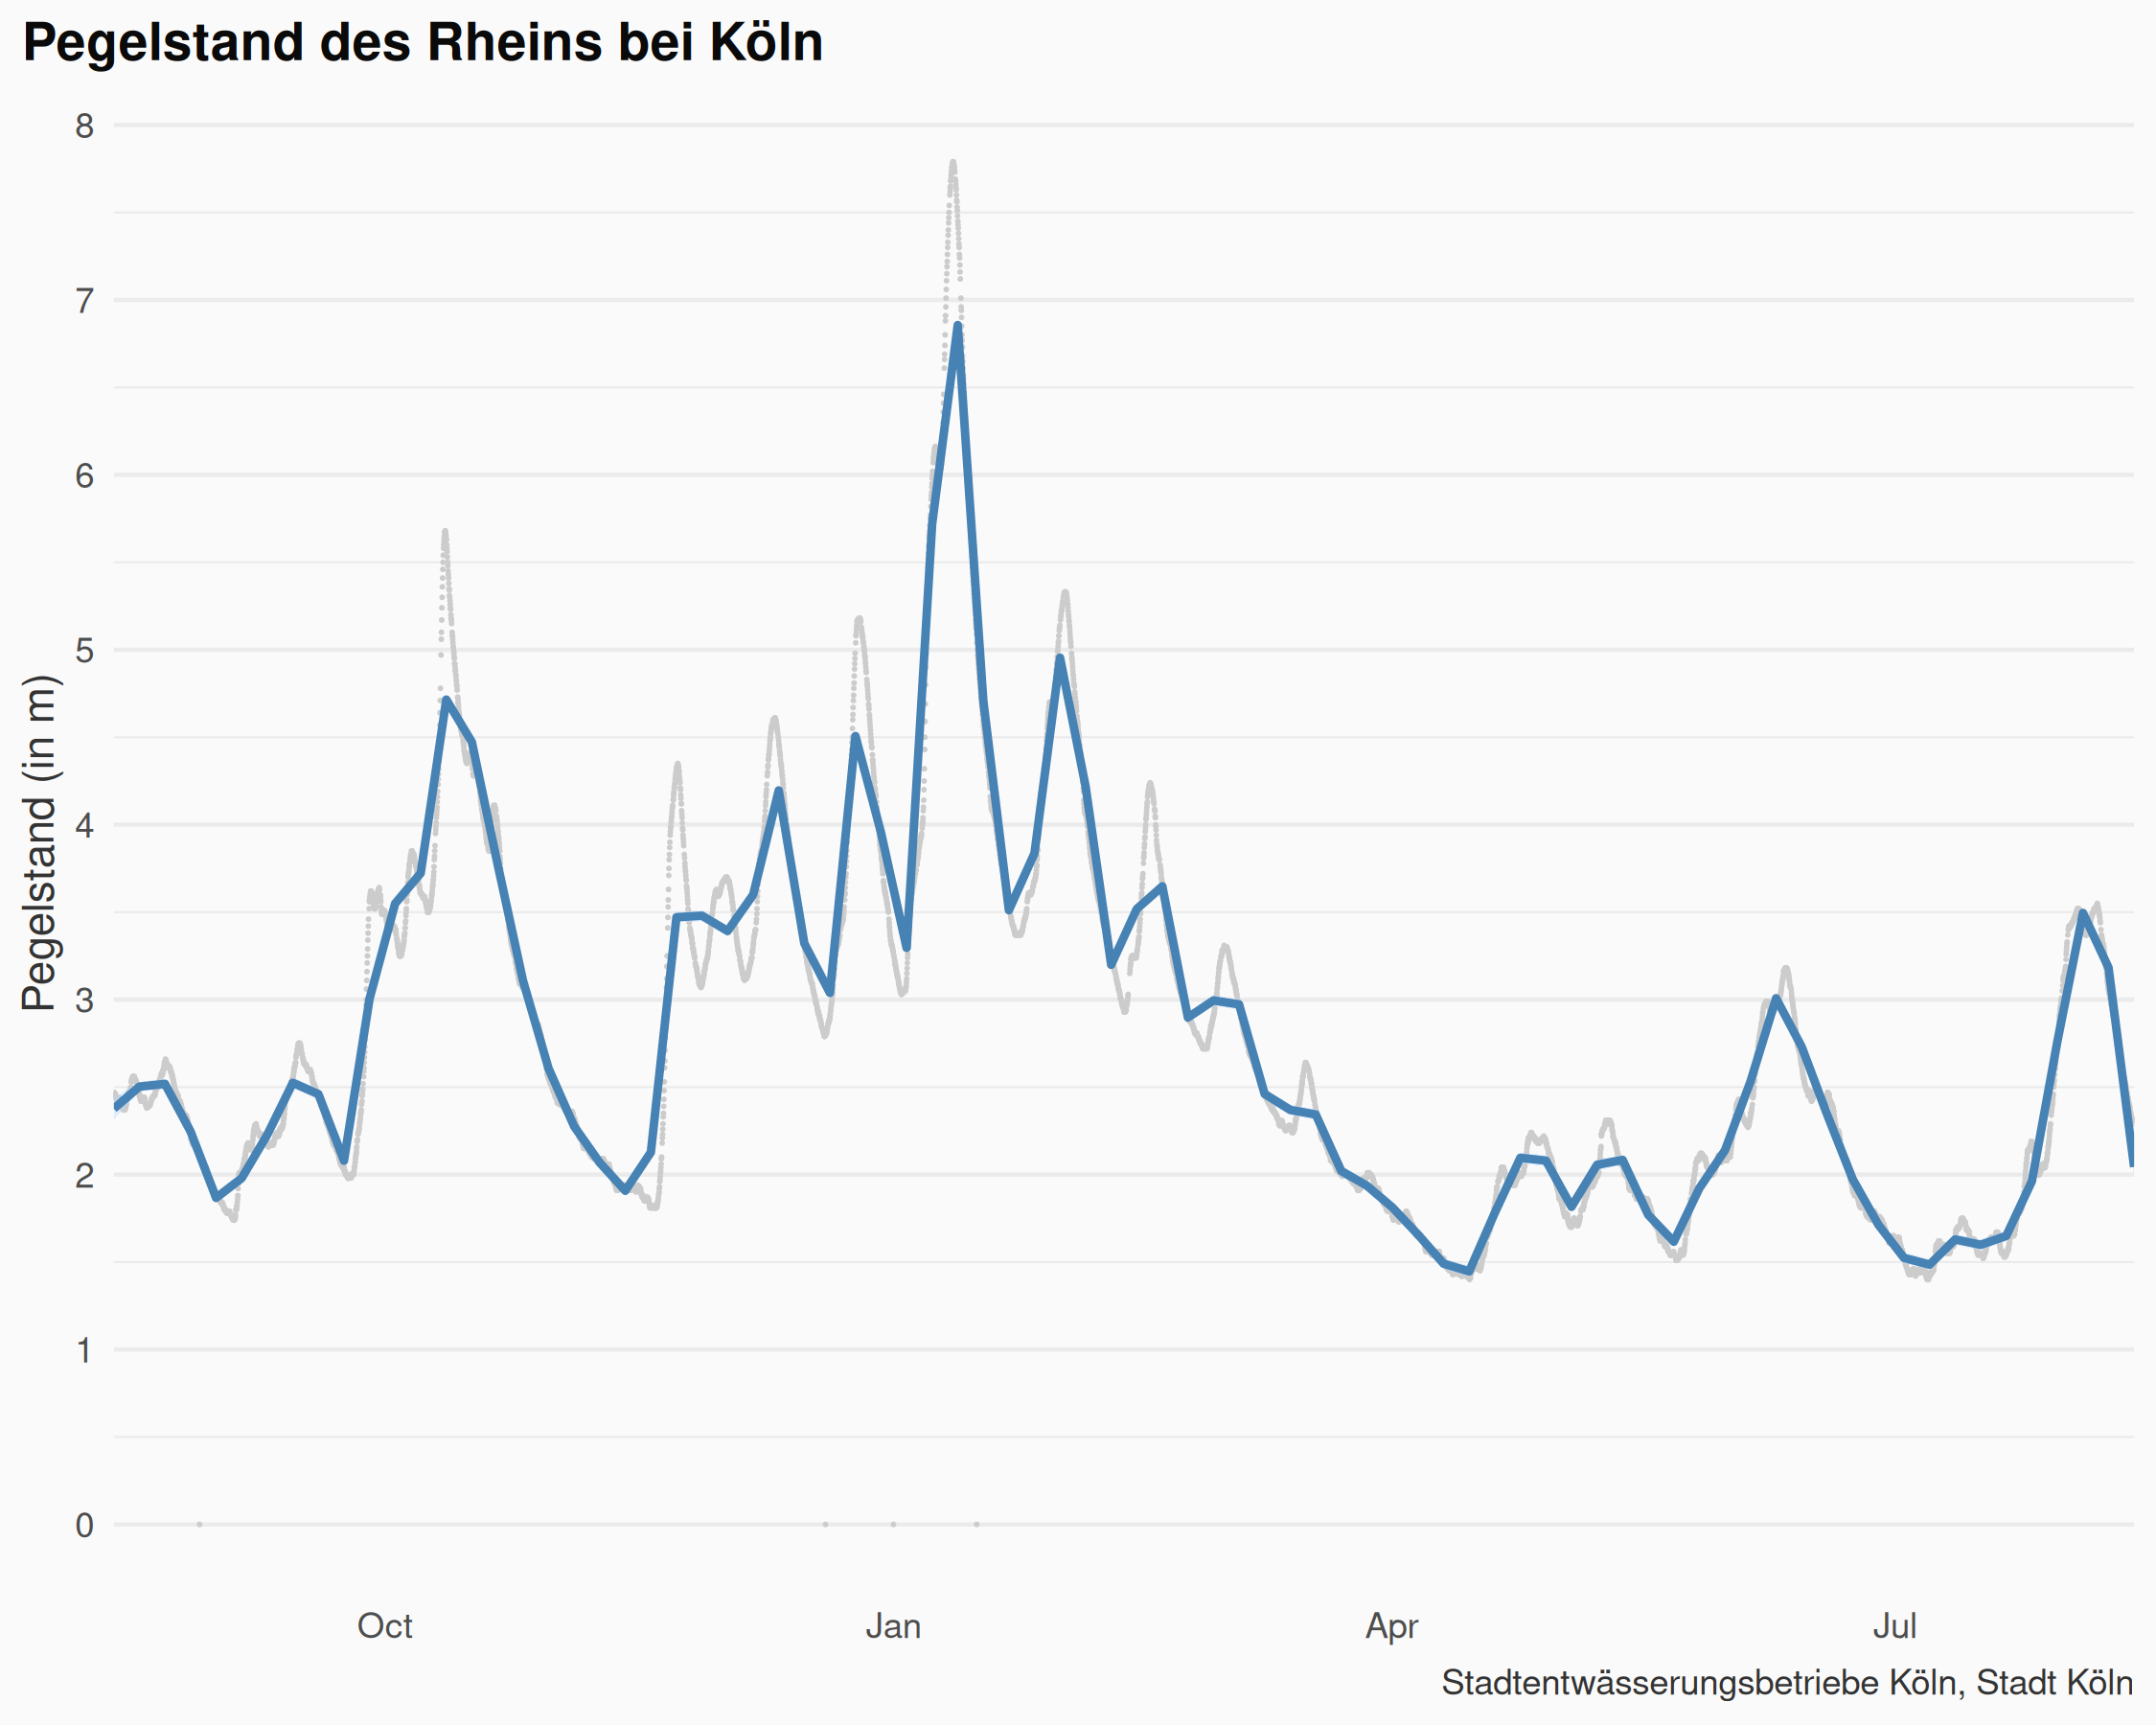 Pegelstand des Rheins bei Köln
Pegelstand (in m)
8
7
6
5
4
3
2
1
0
Oct Jan Apr Jul
Stadtentwässerungsbetriebe Köln, Stadt Köln